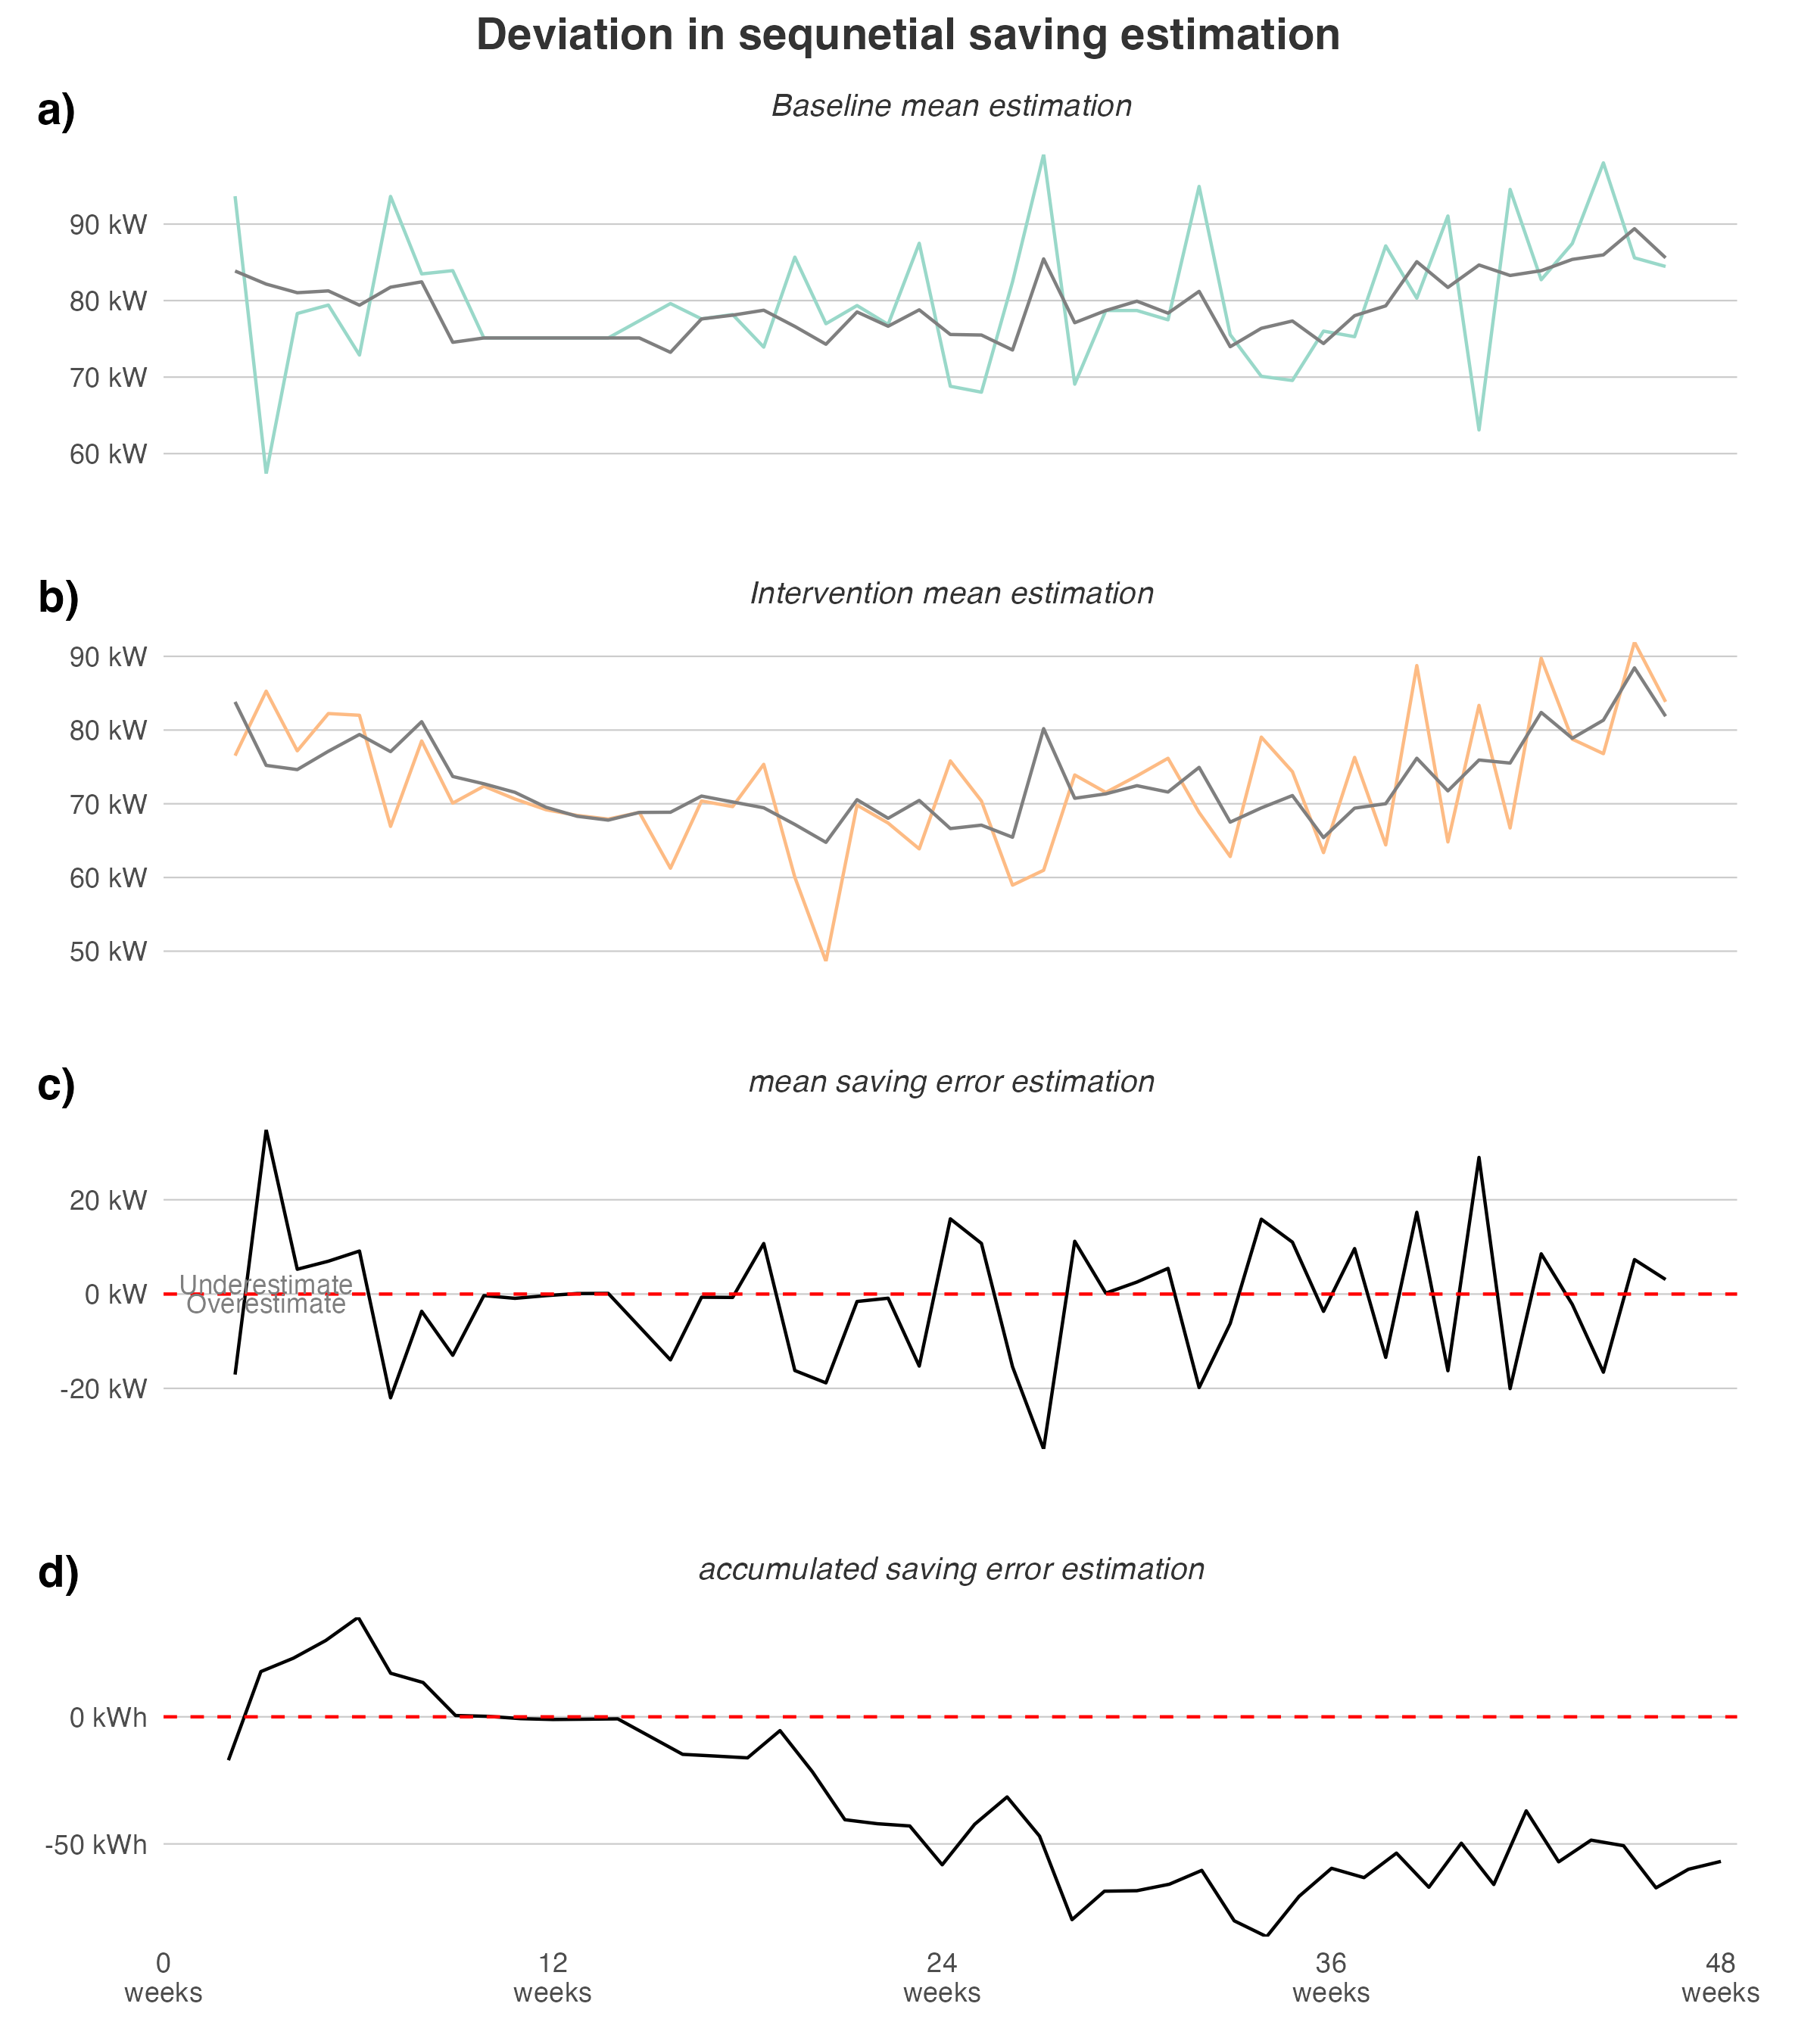 Deviation in sequnetial saving estimation
a)
Baseline mean estimation
90 kW
80 kW
70 kW
60 kW
b)
Intervention mean estimation
90 kW
80 kW
70 kW
60 kW
50 kW
c)
mean saving error estimation
20 kW
Underestimate
0 kW
Overestimate
-20 kW
d)
accumulated saving error estimation
0 kWh
-50 kWh
0 12 24 36 48
weeks weeks weeks weeks weeks